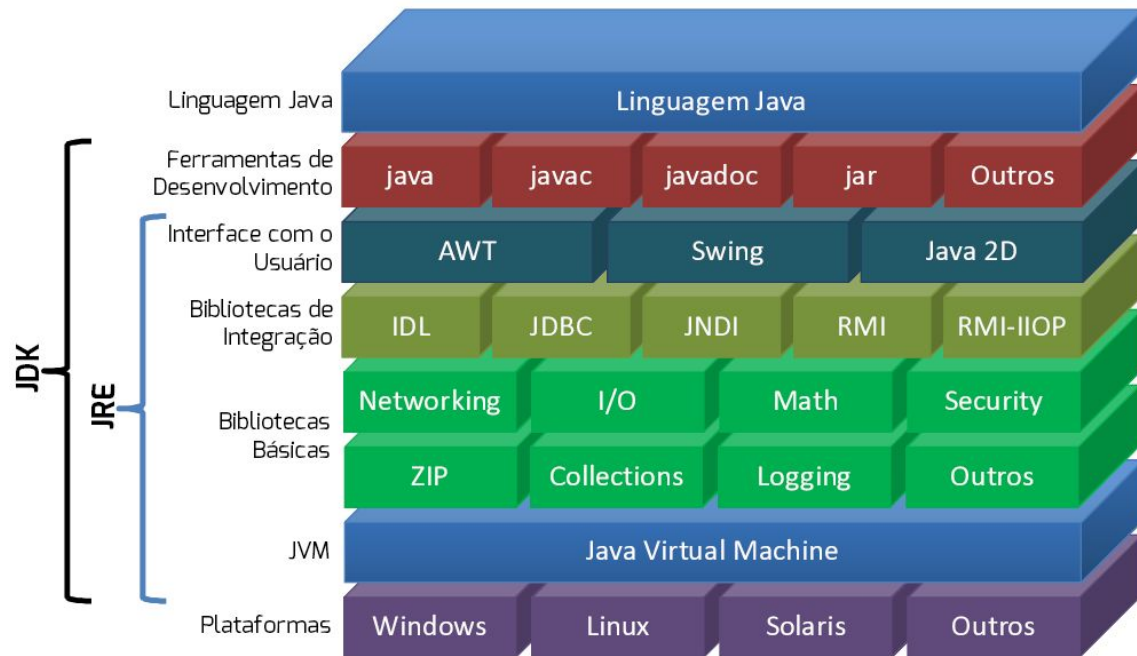 Linguagem Java
Linguagem Java
JDK
Ferramentas de
Desenvolvimento
java
javac
javadoc
jar
Outros
JRE
Interface com o
Usuário
AWT
Swing
Java 2D
Bibliotecas de
Integração
IDL
JDBC
JNDI
RMI
RMI-IIOP
Bibliotecas
Básicas
Networking
I/O
Math
Security
ZIP
Collections
Logging
Outros
JVM
Java Virtual Machine
Plataformas
Windows
Linux
Solaris
Outros